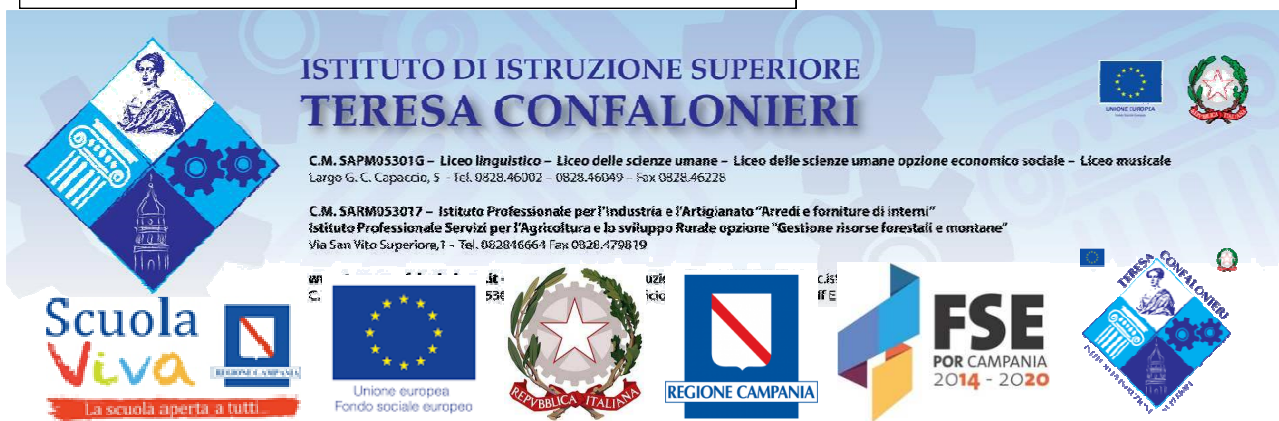 ISTITUTO DI ISTRUZIONE SUPERIORE
TERESA CONFALONIERI
UNIONE EUROPEA
REPVBBLICA ITALIANA
C.M. SAPM05301G – Liceo linguistico – Liceo delle scienze umane – Liceo delle scienze umane opzione economico sociale – Liceo musicale
Largo G. C. Capaccio, 5 - Tel. 0828.46002 – 0828.46049 – Fax 0828.46228
C.M. SARM053017 – Istituto Professionale per l'Industria e l'Artigianato "Arredi e forniture di interni"
Istituto Professionale Servizi per l'Agricoltura e lo sviluppo Rurale opzione "Gestione risorse forestali e montane"
Via San Vito Superiore,1 – Tel. 082846664 Fax 0828.479819
Scuola
Viva
La scuola aperta a tutti
REGIONE CAMPANIA
Unione europea
Fondo sociale europeo
REPVBBLICA ITALIANA
REGIONE CAMPANIA
FSE
POR CAMPANIA
2014 - 2020
TERESA CONFALONIERI